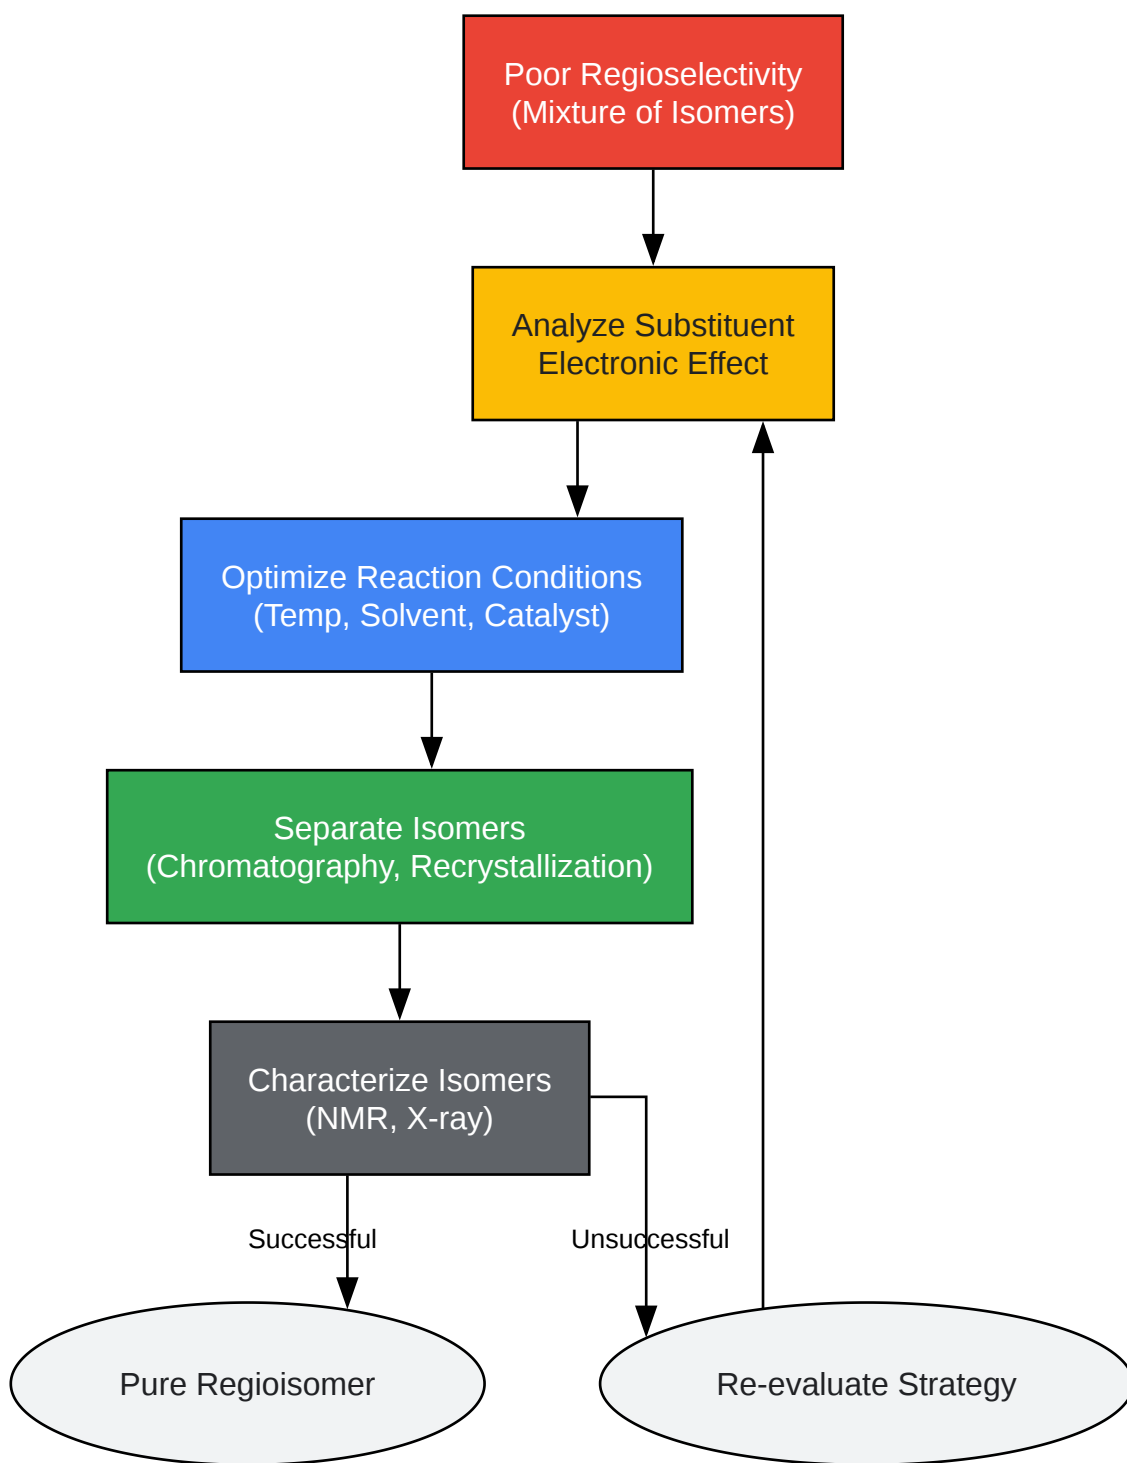 Poor Regioselectivity
(Mixture of Isomers)
Analyze Substituent
Electronic Effect
Optimize Reaction Conditions
(Temp, Solvent, Catalyst)
Separate Isomers
(Chromatography, Recrystallization)
Characterize Isomers
(NMR, X-ray)
Successful
Unsuccessful
Pure Regioisomer
Re-evaluate Strategy